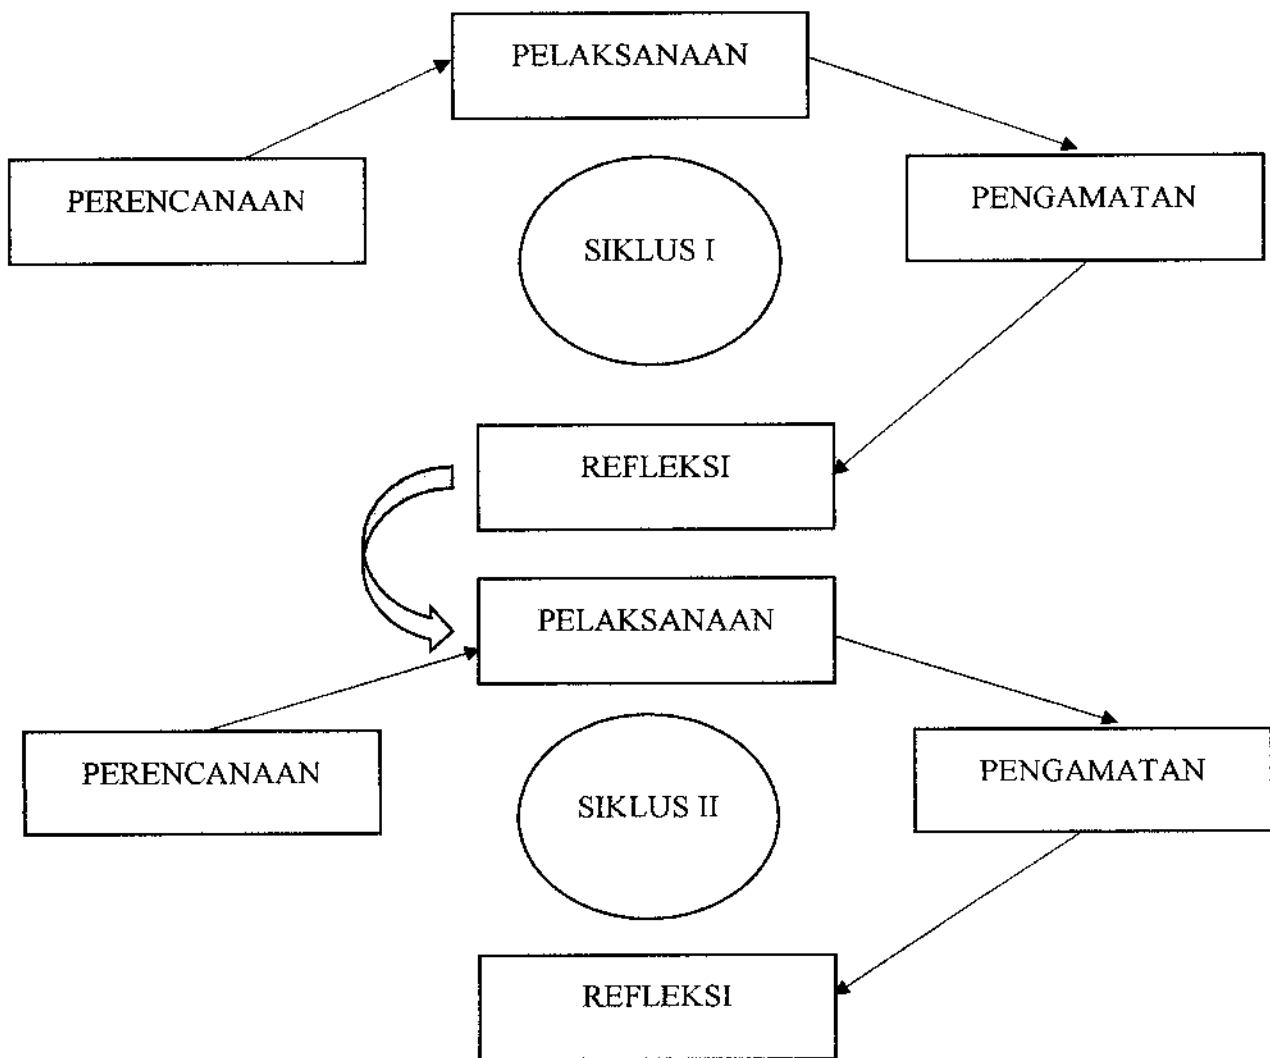 PELAKSANAAN
PERENCANAAN
PENGAMATAN
SIKLUS I
REFLEKSI
PELAKSANAAN
PERENCANAAN
PENGAMATAN
SIKLUS II
REFLEKSI